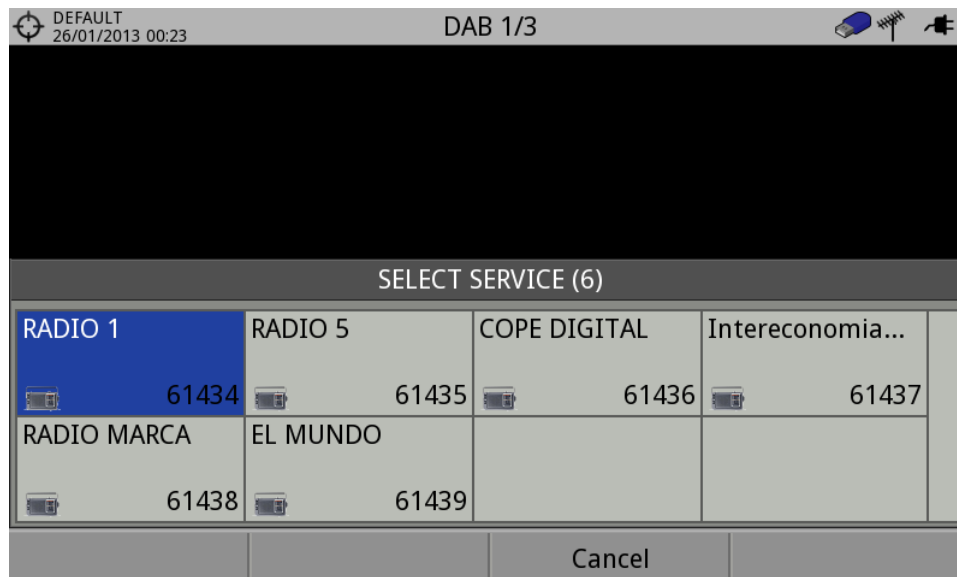 DEFAULT
26/01/2013 00:23
DAB 1/3
SELECT SERVICE (6)
RADIO 1
RADIO 5
COPE DIGITAL
Intereconomia...
61434
61435
61436
61437
RADIO MARCA
EL MUNDO
61438
61439
Cancel